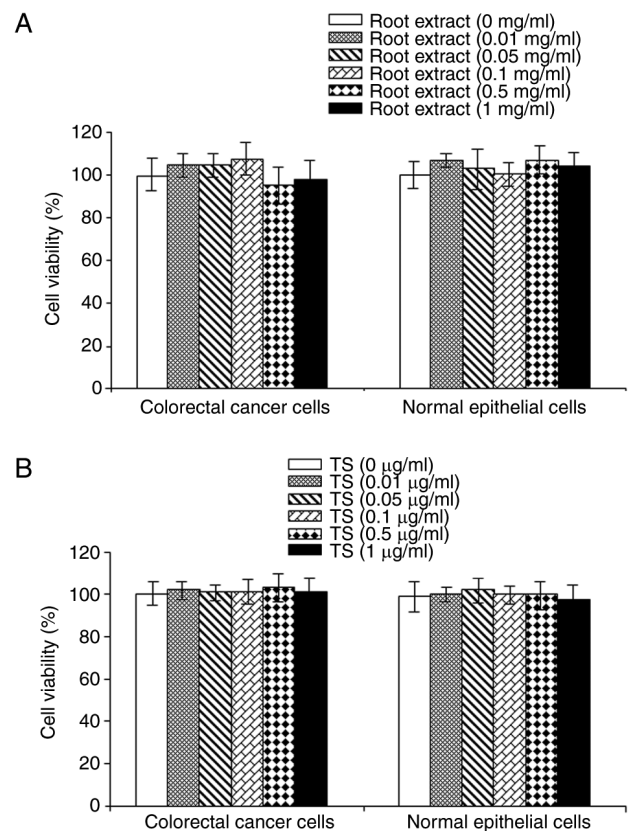 A
Root extract (0 mg/ml)
Root extract (0.01 mg/ml)
Root extract (0.05 mg/ml)
Root extract (0.1 mg/ml)
Root extract (0.5 mg/ml)
Root extract (1 mg/ml)
120
100
80
60
40
20
0
Cell viability (%)
Colorectal cancer cells
Normal epithelial cells
B
TS (0 µg/ml)
TS (0.01 µg/ml)
TS (0.05 µg/ml)
TS (0.1 µg/ml)
TS (0.5 µg/ml)
TS (1 µg/ml)
120
100
80
60
40
20
0
Cell viability (%)
Colorectal cancer cells
Normal epithelial cells